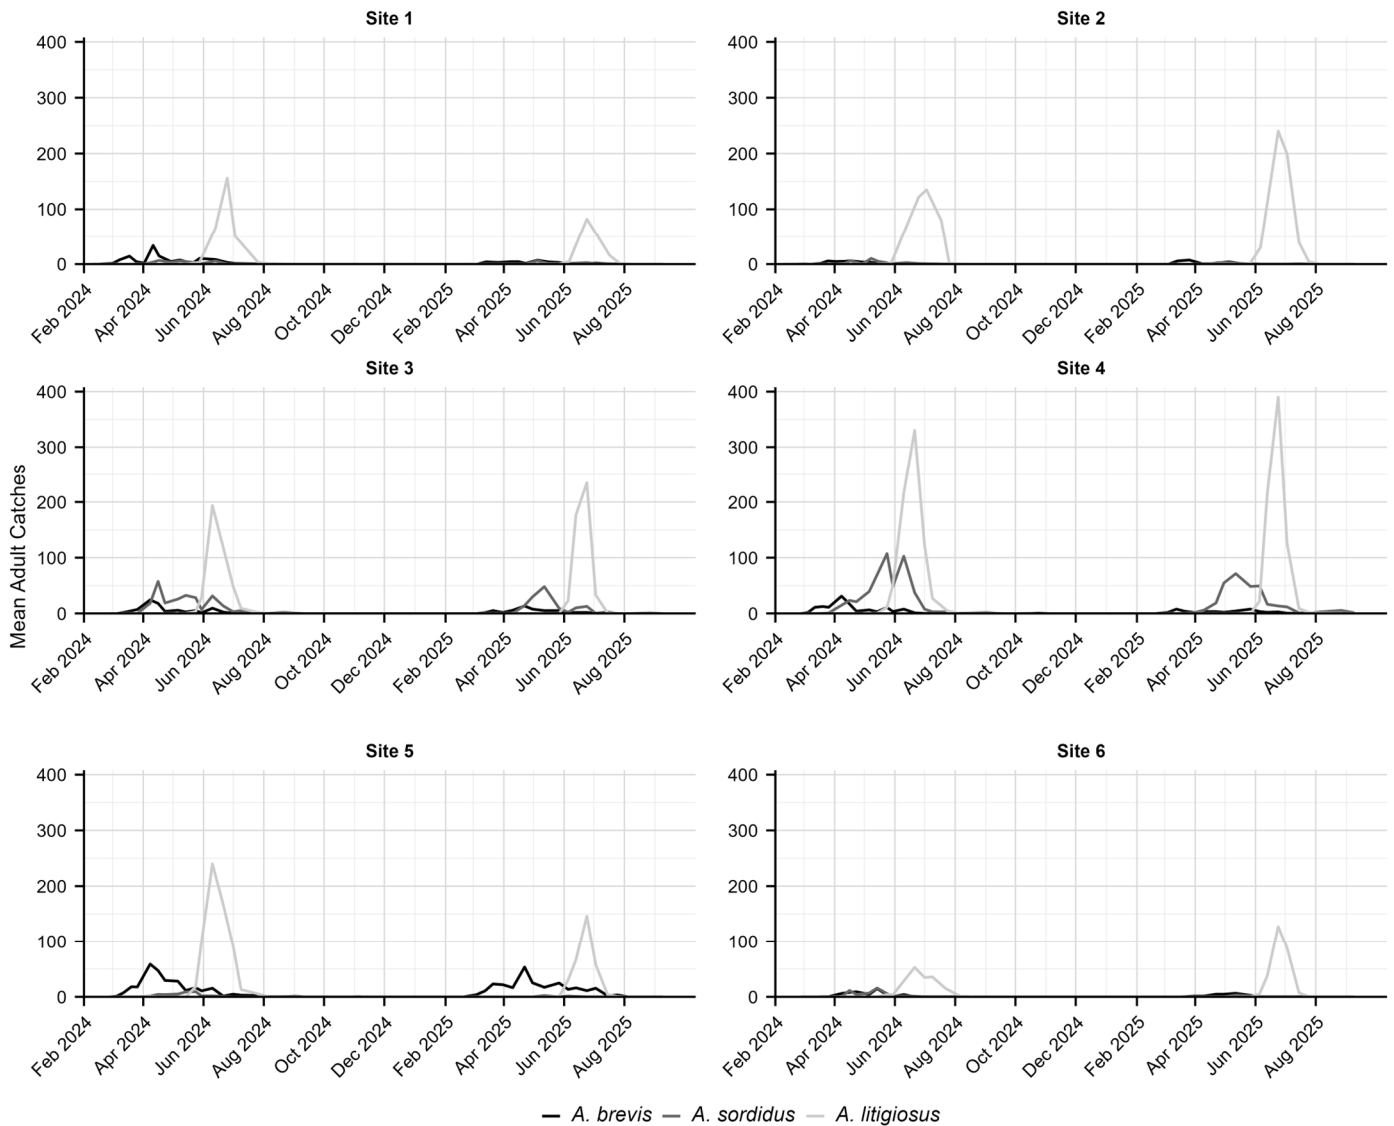 Site 1
Site 2
400
300
200
100
0
Feb 2024 Apr 2024 Jun 2024 Aug 2024 Oct 2024 Dec 2024 Feb 2025 Apr 2025 Jun 2025 Aug 2025
400
300
200
100
0
Feb 2024 Apr 2024 Jun 2024 Aug 2024 Oct 2024 Dec 2024 Feb 2025 Apr 2025 Jun 2025 Aug 2025
Mean Adult Catches
Site 3
Site 4
400
300
200
100
0
Feb 2024 Apr 2024 Jun 2024 Aug 2024 Oct 2024 Dec 2024 Feb 2025 Apr 2025 Jun 2025 Aug 2025
400
300
200
100
0
Feb 2024 Apr 2024 Jun 2024 Aug 2024 Oct 2024 Dec 2024 Feb 2025 Apr 2025 Jun 2025 Aug 2025
Site 5
Site 6
400
300
200
100
0
Feb 2024 Apr 2024 Jun 2024 Aug 2024 Oct 2024 Dec 2024 Feb 2025 Apr 2025 Jun 2025 Aug 2025
400
300
200
100
0
Feb 2024 Apr 2024 Jun 2024 Aug 2024 Oct 2024 Dec 2024 Feb 2025 Apr 2025 Jun 2025 Aug 2025
A. brevis A. sordidus A. litigiosus